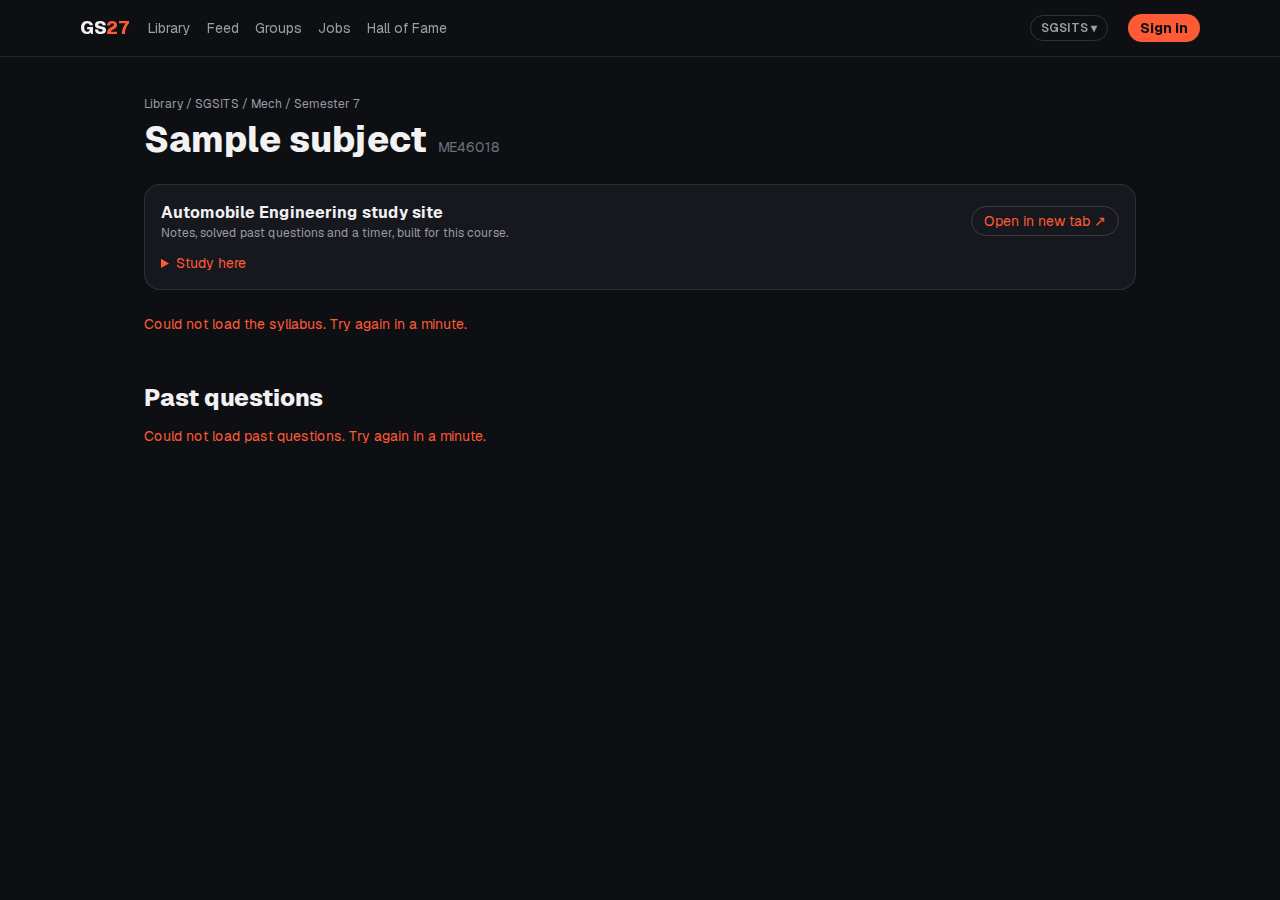 GS27 Library Feed Groups Jobs Hall of Fame SGSITS ▾ Sign in
Library / SGSITS / Mech / Semester 7
Sample subject ME46018
Automobile Engineering study site
Notes, solved past questions and a timer, built for this course.
Open in new tab ↗
▶ Study here
Could not load the syllabus. Try again in a minute.
Past questions
Could not load past questions. Try again in a minute.